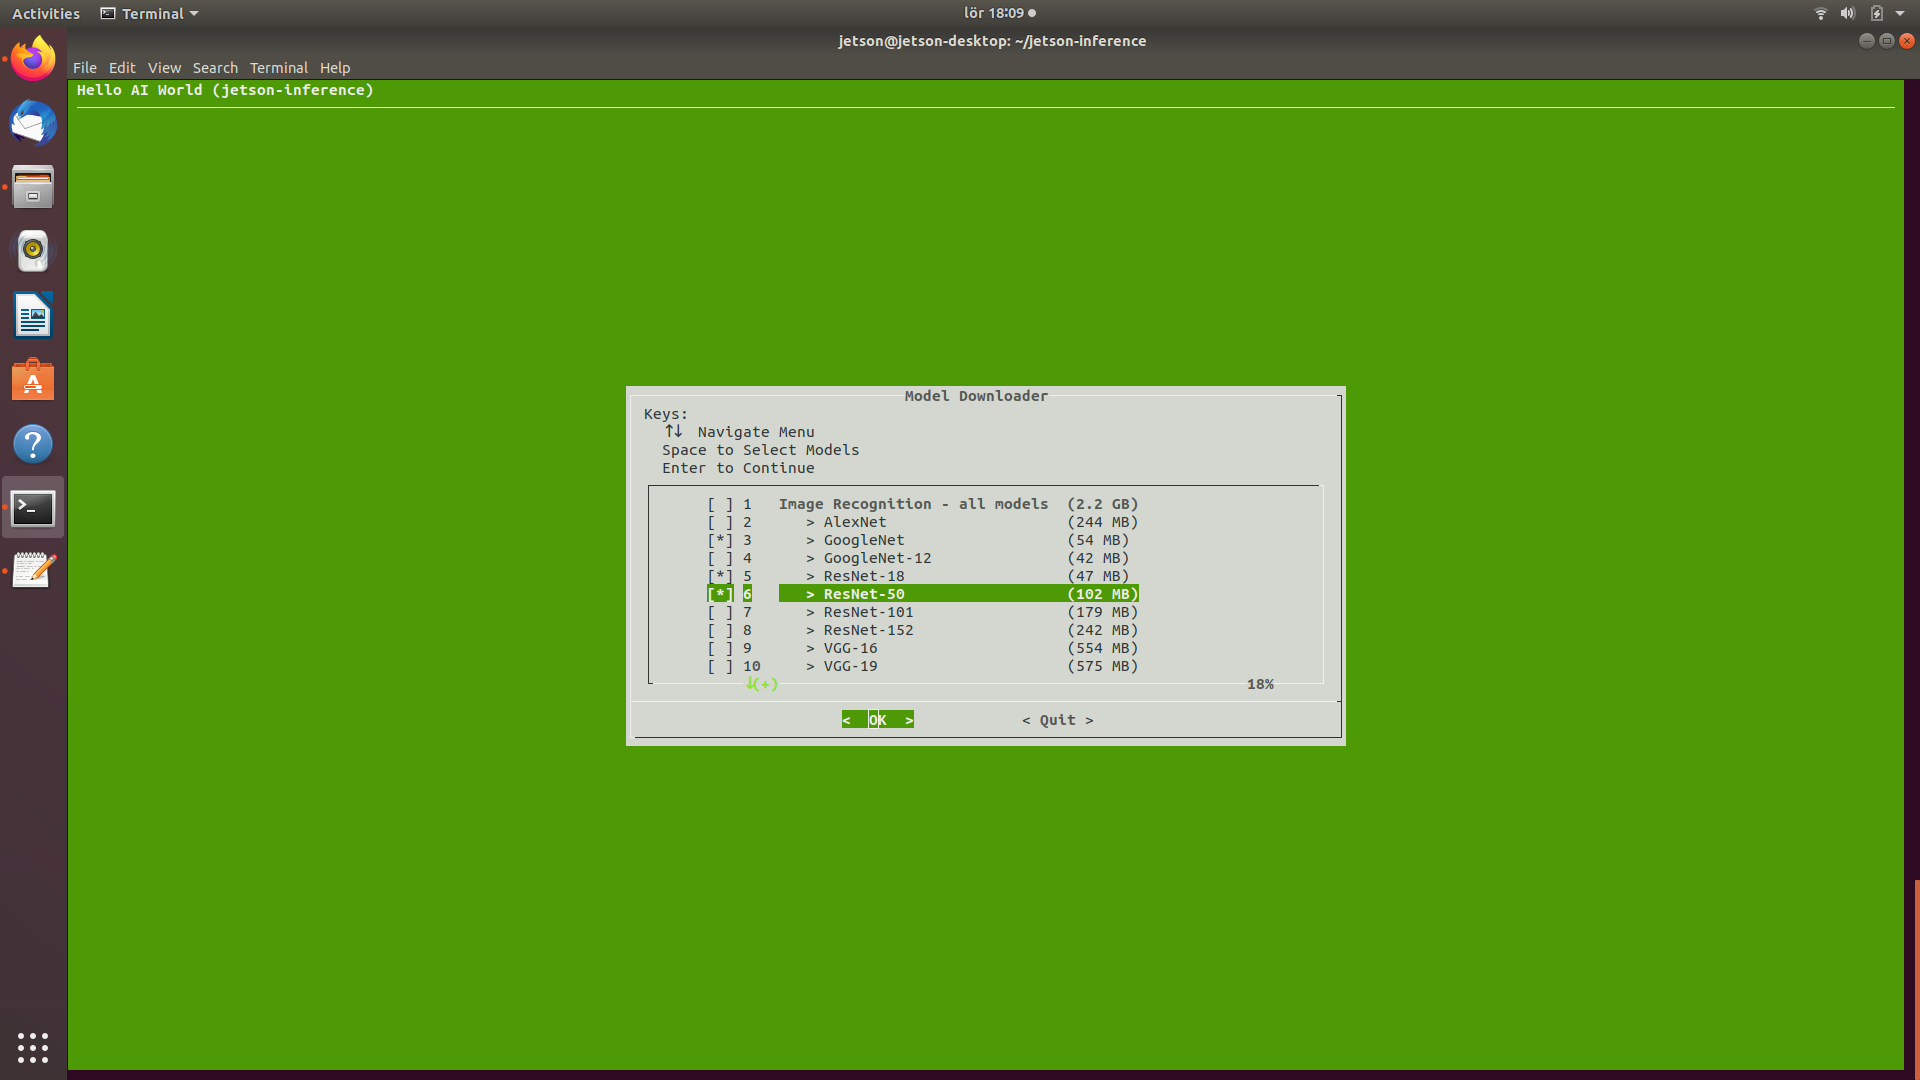 Activities Terminal lör 18:09
jetson@jetson-desktop: ~/jetson-inference
File Edit View Search Terminal Help
Hello AI World (jetson-inference)
Model Downloader
Keys:
↑↓ Navigate Menu
Space to Select Models
Enter to Continue
[ ] 1 Image Recognition - all models (2.2 GB)
[ ] 2 > AlexNet (244 MB)
[*] 3 > GoogleNet (54 MB)
[ ] 4 > GoogleNet-12 (42 MB)
[*] 5 > ResNet-18 (47 MB)
[*] 6 > ResNet-50 (102 MB)
[ ] 7 > ResNet-101 (179 MB)
[ ] 8 > ResNet-152 (242 MB)
[ ] 9 > VGG-16 (554 MB)
[ ] 10 > VGG-19 (575 MB)
↓(+) 18%
< OK > < Quit >